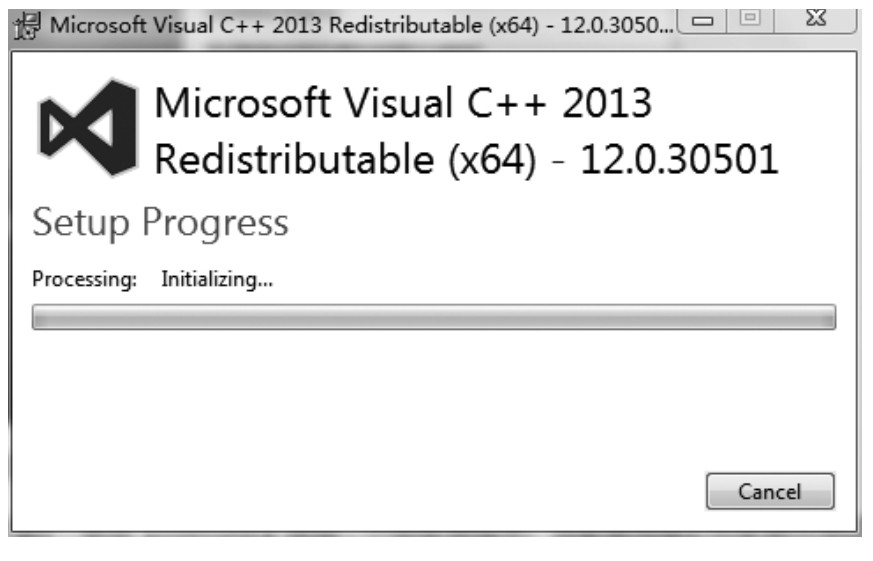 Microsoft Visual C++ 2013 Redistributable (x64) - 12.0.3050...
Microsoft Visual C++ 2013
Redistributable (x64) - 12.0.30501
Setup Progress
Processing: Initializing...
Cancel